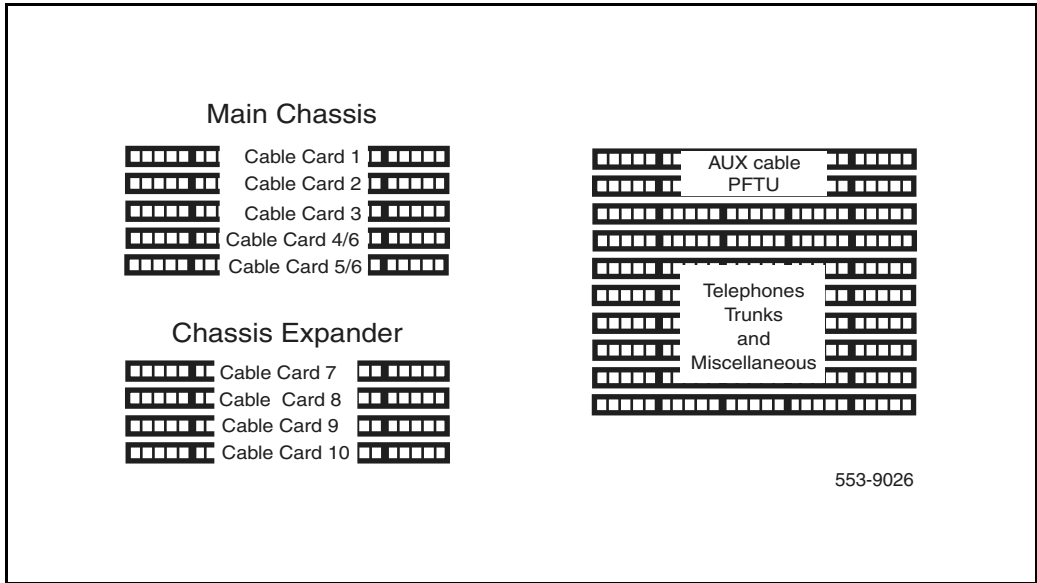 Main Chassis
Cable Card 1
Cable Card 2
Cable Card 3
Cable Card 4/6
Cable Card 5/6
Chassis Expander
Cable Card 7
Cable Card 8
Cable Card 9
Cable Card 10
AUX cable
PFTU
Telephones
Trunks
and
Miscellaneous
553-9026